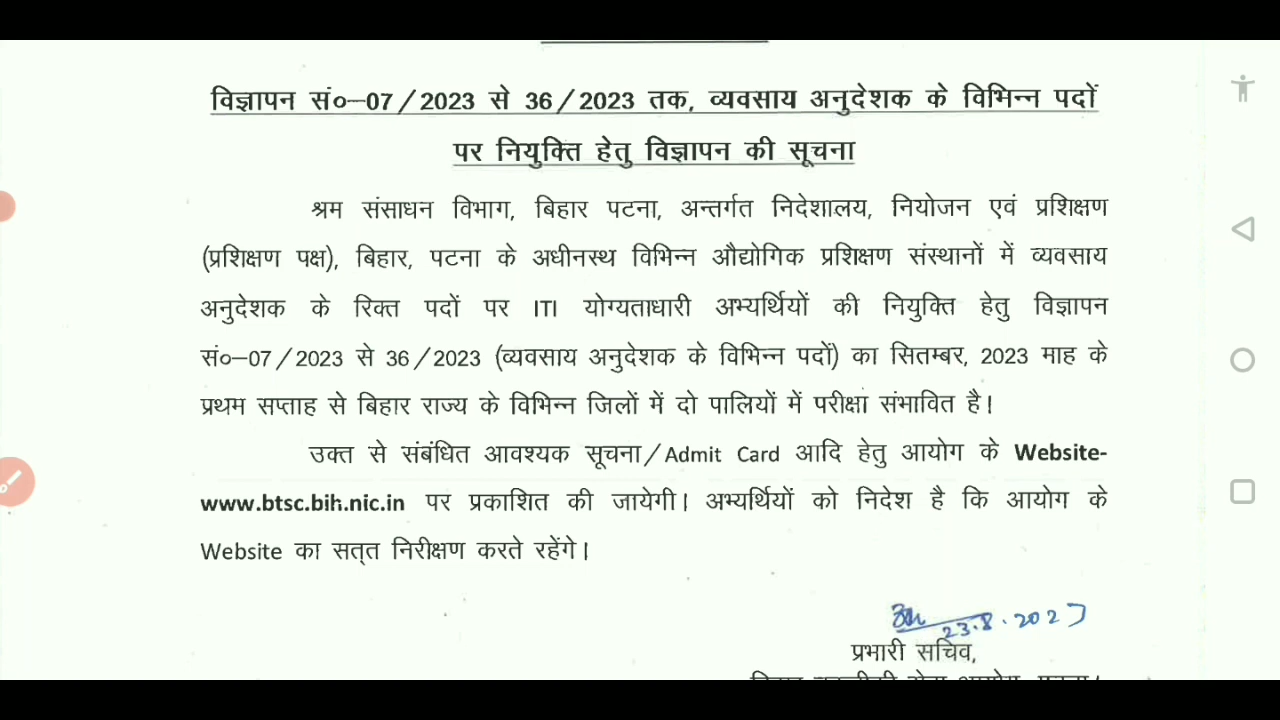 विज्ञापन सं०–07/2023 से 36/2023 तक, व्यवसाय अनुदेशक के विभिन्न पदों
पर नियुक्ति हेतु विज्ञापन की सूचना
श्रम संसाधन विभाग, बिहार पटना, अन्तर्गत निदेशालय, नियोजन एवं प्रशिक्षण
(प्रशिक्षण पक्ष), बिहार, पटना के अधीनस्थ विभिन्न औद्योगिक प्रशिक्षण संस्थानों में व्यवसाय
अनुदेशक के रिक्त पदों पर ITI योग्यताधारी अभ्यर्थियों की नियुक्ति हेतु विज्ञापन
सं०–07/2023 से 36/2023 (व्यवसाय अनुदेशक के विभिन्न पदों) का सितम्बर, 2023 माह के
प्रथम सप्ताह से बिहार राज्य के विभिन्न जिलों में दो पालियों में परीक्षा संभावित है।
उक्त से संबंधित आवश्यक सूचना/Admit Card आदि हेतु आयोग के Website-
www.btsc.bih.nic.in पर प्रकाशित की जायेगी। अभ्यर्थियों को निदेश है कि आयोग के
Website का सत्त निरीक्षण करते रहेंगे।
23.8.2023
प्रभारी सचिव,